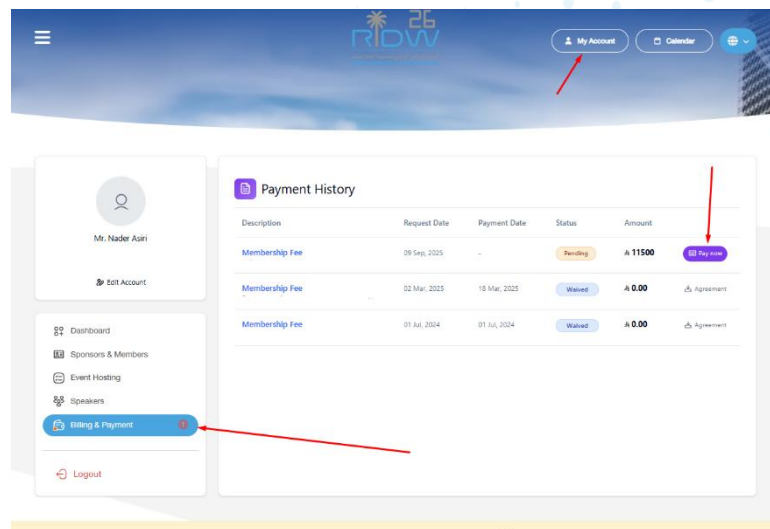 26
RIDW
My Account
Calendar
Mr. Nader Asiri
Edit Account
Dashboard
Sponsors & Members
Event Hosting
Speakers
Billing & Payment
Logout
Payment History
Description Request Date Payment Date Status Amount
Membership Fee 09 Sep, 2025 - Pending 11500 Pay now
Membership Fee 02 Mar, 2025 18 Mar, 2025 Waived 0.00 Agreement
Membership Fee 01 Jul, 2024 01 Jul, 2024 Waived 0.00 Agreement